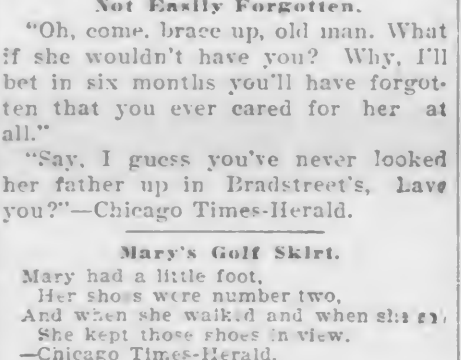 Not Easily Forgotten.
"Oh, come, brace up, old man. What
if she wouldn't have you? Why, I'll
bet in six months you'll have forgot-
ten that you ever cared for her at
all."
"Say, I guess you've never looked
her father up in Bradstreet's, have
you?"—Chicago Times-Herald.
Mary's Golf Skirt.
Mary had a little foot,
Her shoes were number two,
And when she walked and when she
She kept those shoes in view.
—Chicago Times-Herald.